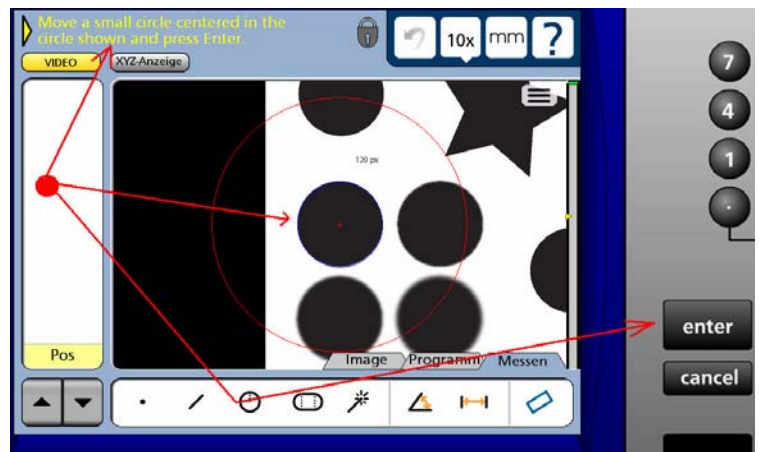 Move a small circle centered in the
circle shown and press Enter.
10x
mm
?
VIDEO
XYZ-Anzeige
120 px
Pos
Image
Programm
Messen
7
4
1
.
enter
cancel